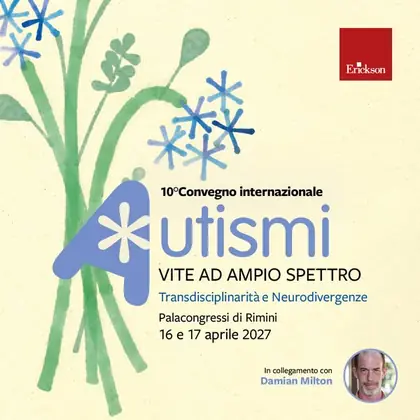 Erickson
10°Convegno internazionale
Autismi
VITE AD AMPIO SPETTRO
Transdisciplinarità e Neurodivergenze
Palacongressi di Rimini
16 e 17 aprile 2027
In collegamento con
Damian Milton